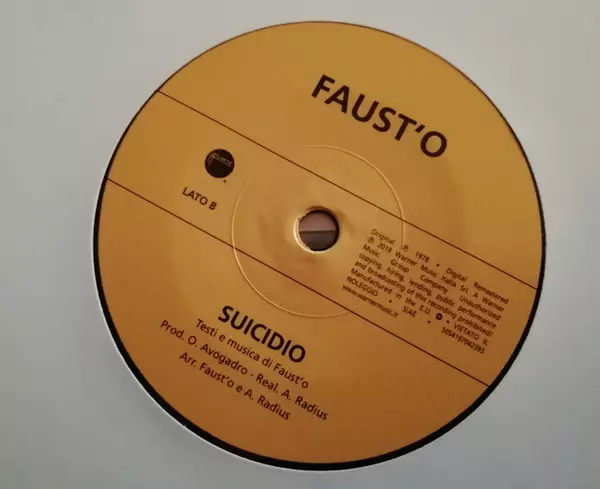 FAUST'O
LATO B
Original ℗ 1978 • Digital Remastered
℗ 2019 Warner Music Italia Srl, A Warner
Music Group Company. Unauthorized
copying, hiring, lending, public performance
and broadcasting of this recording prohibited!
Manufactured in the E.U. • VIETATO IL
NOLEGGIO • SIAE • 5054197042393
www.warnermusic.it
SUICIDIO
Testi e musica di Faust'o
Prod. O. Avogadro - Real. A. Radius
Arr. Faust'o e A. Radius